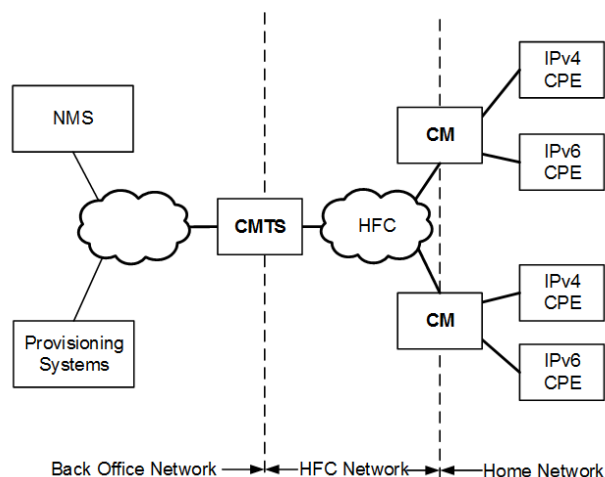 NMS
CMTS
HFC
CM
IPv4
CPE
IPv6
CPE
CM
IPv4
CPE
IPv6
CPE
Provisioning
Systems
Back Office Network
HFC Network
Home Network